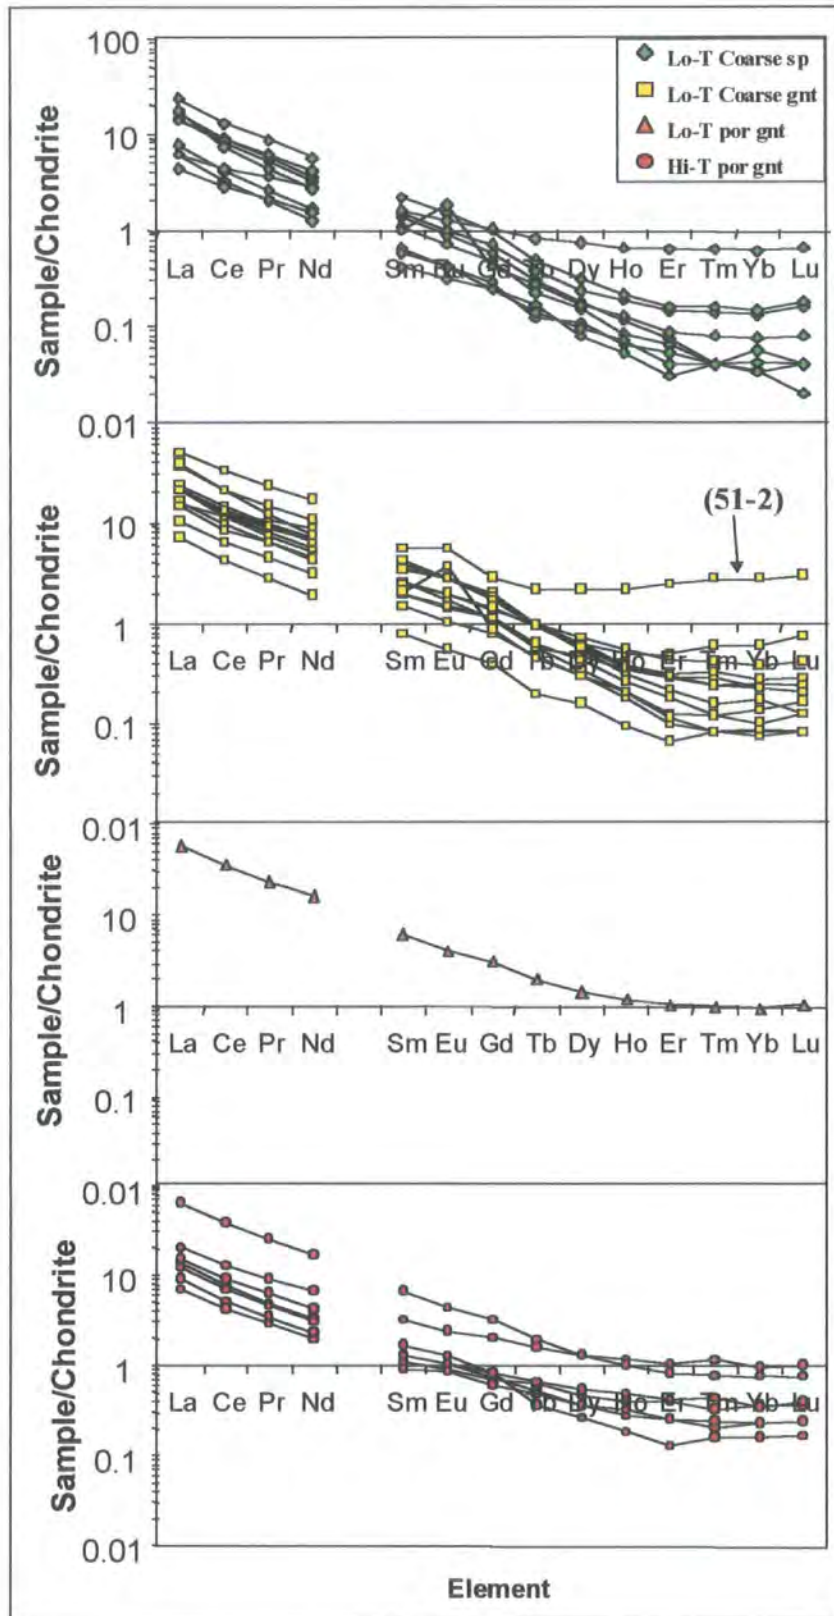 100
10
1
0.1
0.01
Sample/Chondrite
Lo-T Coarse sp
Lo-T Coarse gnt
Lo-T por gnt
Hi-T por gnt
La Ce Pr Nd Sm Eu Gd Tb Dy Ho Er Tm Yb Lu
10
1
0.1
0.01
Sample/Chondrite
(51-2)
La Ce Pr Nd Sm Eu Gd Tb Dy Ho Er Tm Yb Lu
10
1
0.1
0.01
La Ce Pr Nd Sm Eu Gd Tb Dy Ho Er Tm Yb Lu
10
1
0.1
0.01
Sample/Chondrite
La Ce Pr Nd Sm Eu Gd Tb Dy Ho Er Tm Yb Lu
Element